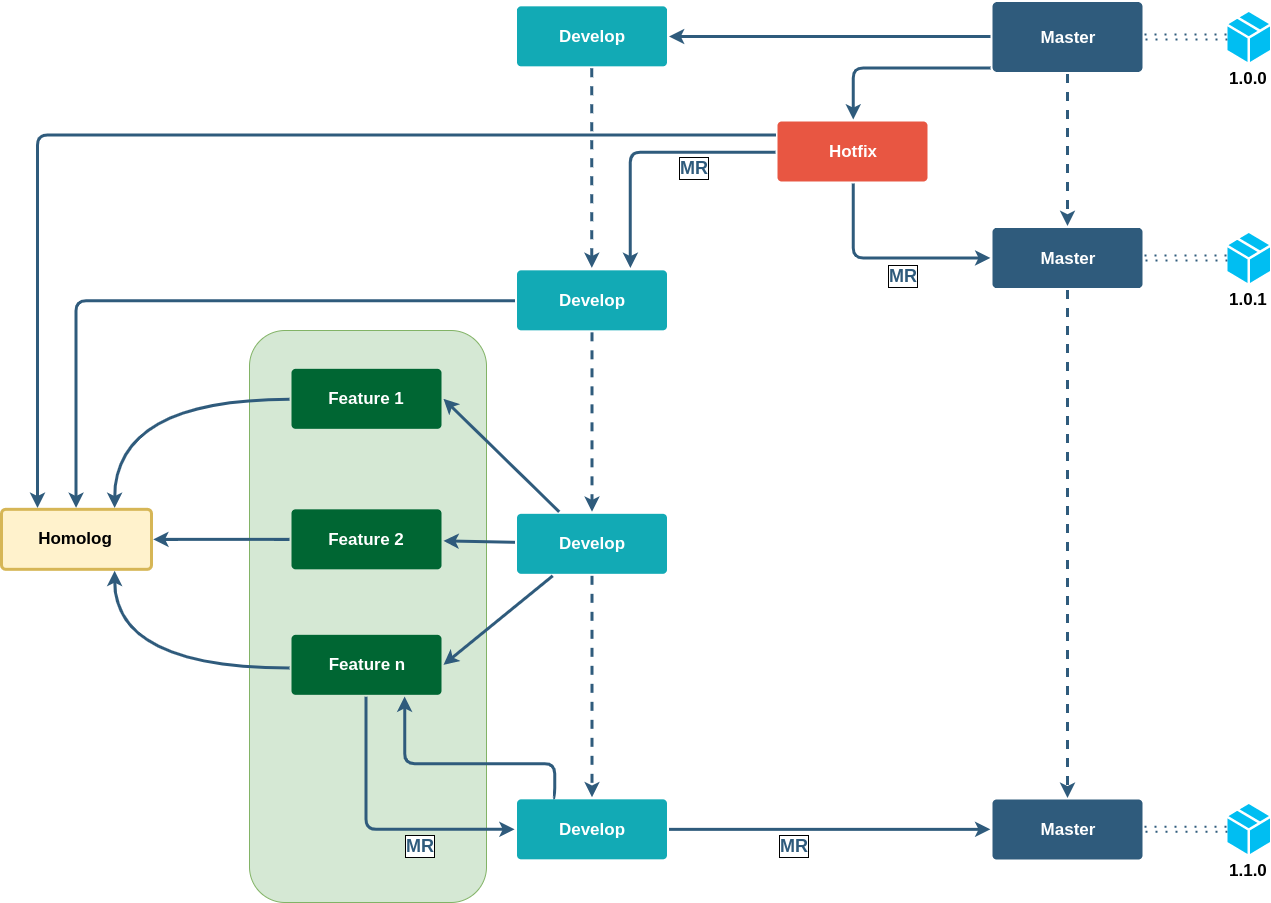 Develop
Master
1.0.0
Hotfix
MR
Master
MR
1.0.1
Develop
Feature 1
Homolog
Feature 2
Develop
Feature n
Develop
MR
MR
Master
1.1.0